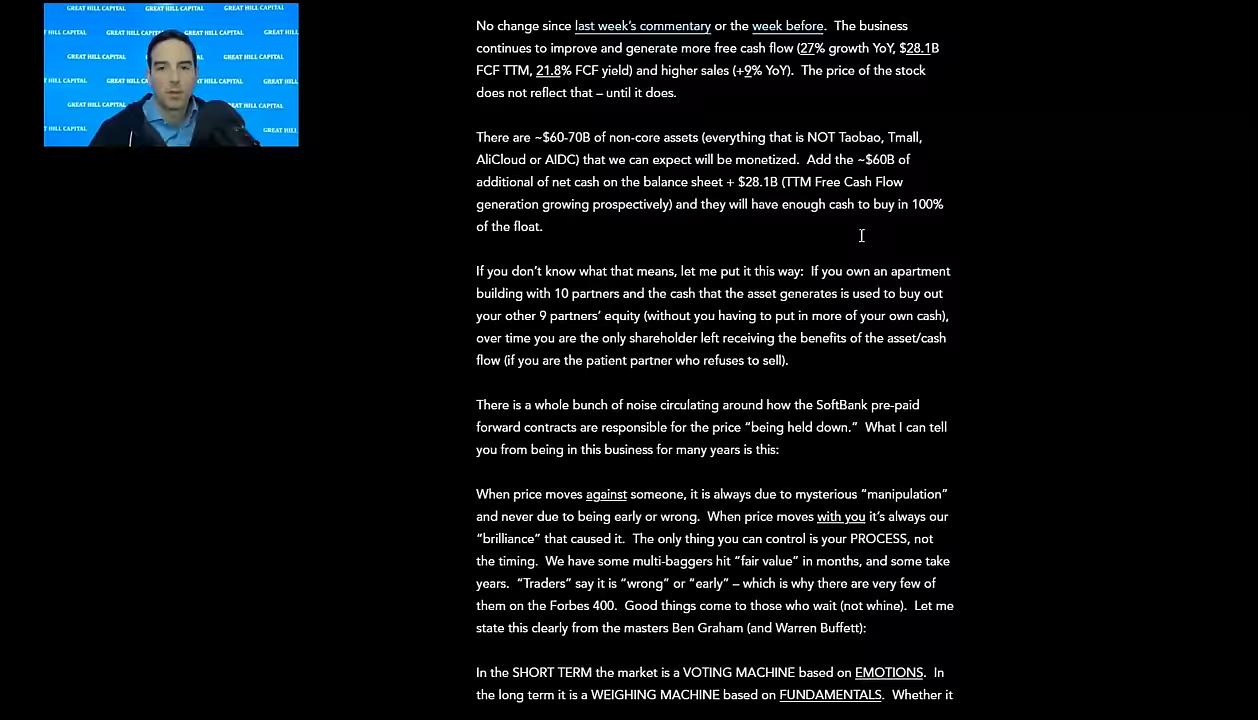 GREAT HILL CAPITAL
GREAT HILL CAPITAL
GREAT HILL CAPITAL
GREAT HILL CAPITAL
GREAT HILL CAPITAL
No change since last week's commentary or the week before. The business
continues to improve and generate more free cash flow (27% growth YoY, $28.1B
FCF TTM, 21.8% FCF yield) and higher sales (+9% YoY). The price of the stock
does not reflect that – until it does.
There are ~$60-70B of non-core assets (everything that is NOT Taobao, Tmall,
AliCloud or AIDC) that we can expect will be monetized. Add the ~$60B of
additional of net cash on the balance sheet + $28.1B (TTM Free Cash Flow
generation growing prospectively) and they will have enough cash to buy in 100%
of the float.
If you don't know what that means, let me put it this way: If you own an apartment
building with 10 partners and the cash that the asset generates is used to buy out
your other 9 partners' equity (without you having to put in more of your own cash),
over time you are the only shareholder left receiving the benefits of the asset/cash
flow (if you are the patient partner who refuses to sell).
There is a whole bunch of noise circulating around how the SoftBank pre-paid
forward contracts are responsible for the price “being held down.” What I can tell
you from being in this business for many years is this:
When price moves against someone, it is always due to mysterious “manipulation”
and never due to being early or wrong. When price moves with you it's always our
“brilliance” that caused it. The only thing you can control is your PROCESS, not
the timing. We have some multi-baggers hit “fair value” in months, and some take
years. “Traders” say it is “wrong” or “early” – which is why there are very few of
them on the Forbes 400. Good things come to those who wait (not whine). Let me
state this clearly from the masters Ben Graham (and Warren Buffett):
In the SHORT TERM the market is a VOTING MACHINE based on EMOTIONS. In
the long term it is a WEIGHING MACHINE based on FUNDAMENTALS. Whether it